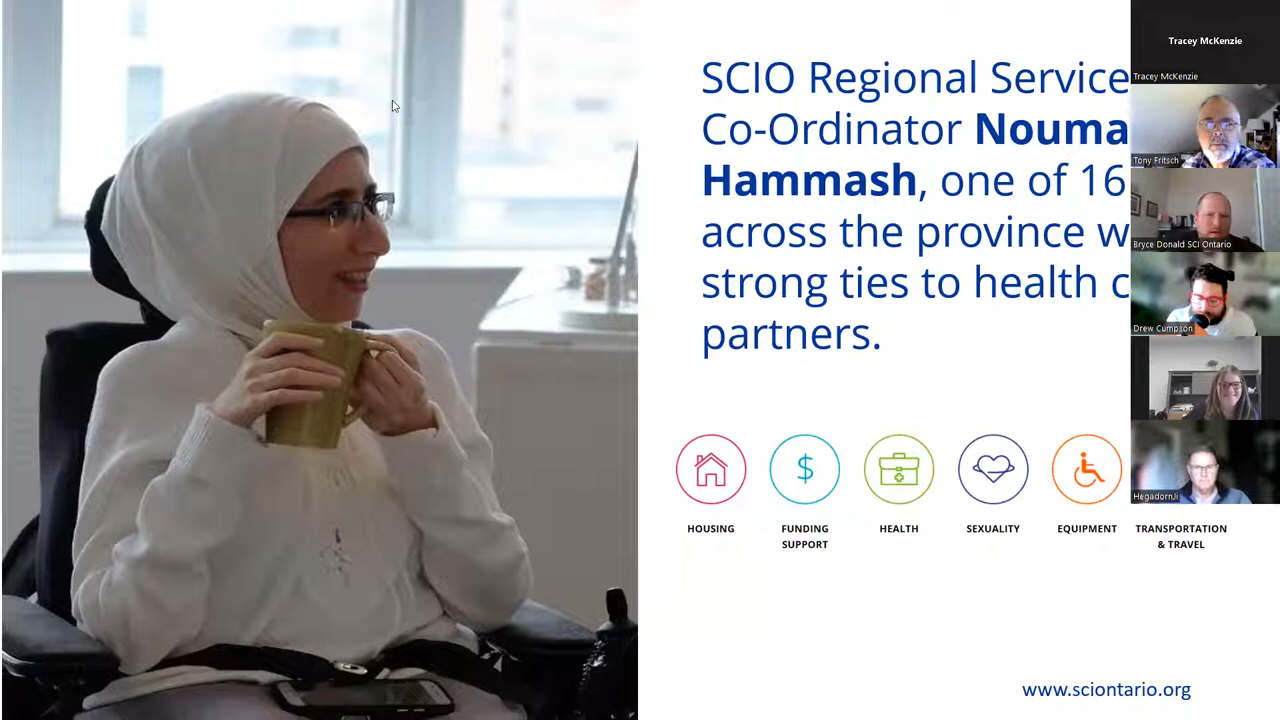 SCIO Regional Service
Co-Ordinator Nouma
Hammash, one of 16
across the province w
strong ties to health c
partners.
HOUSING
FUNDING
SUPPORT
HEALTH
SEXUALITY
EQUIPMENT
TRANSPORTATION
& TRAVEL
www.sciontario.org
Tracey McKenzie
Tracey McKenzie
Tony Fritsch
Bryce Donald SCI Ontario
Drew Cumpson
HegadornJi